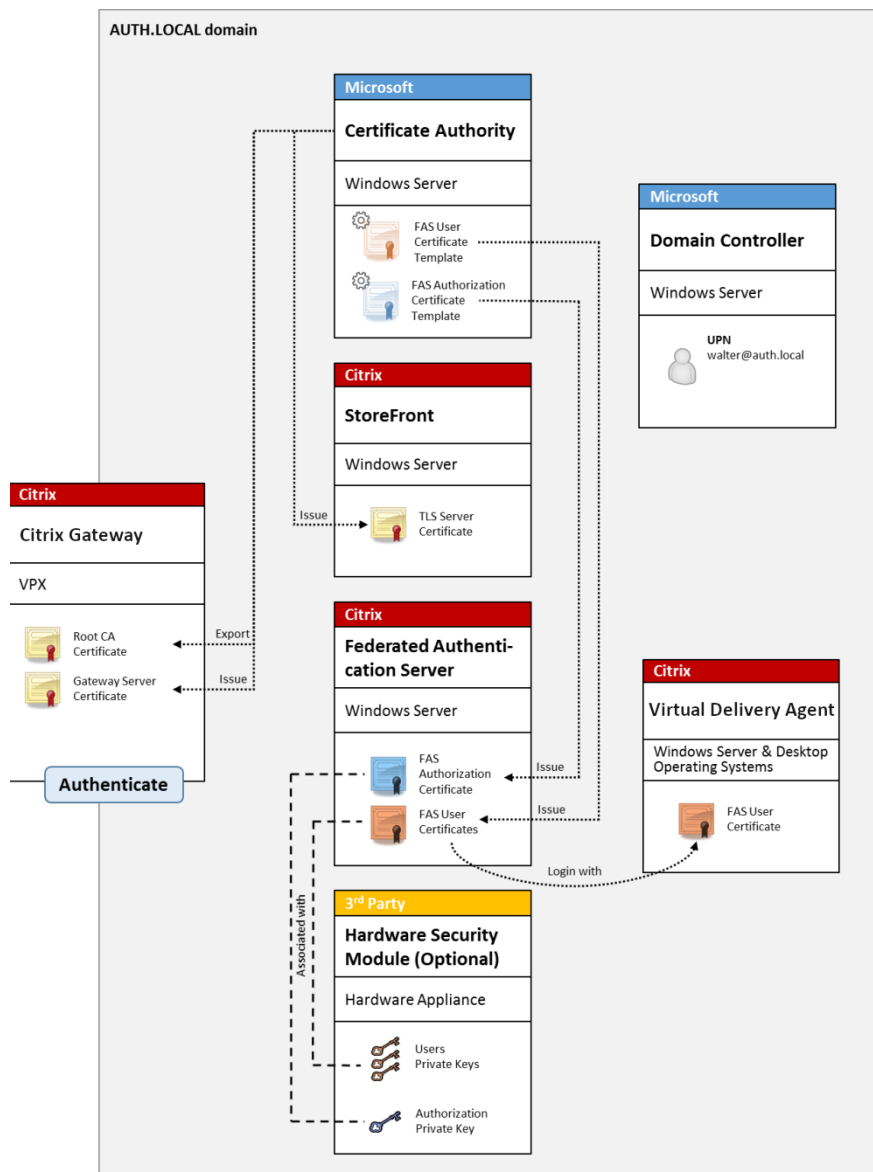 AUTH.LOCAL domain
Microsoft
Certificate Authority
Windows Server
FAS User
Certificate
Template
FAS Authorization
Certificate
Template
Microsoft
Domain Controller
Windows Server
UPN
walter@auth.local
Citrix
StoreFront
Windows Server
Issue
TLS Server
Certificate
Citrix
Citrix Gateway
VPX
Root CA
Certificate
Export
Gateway Server
Certificate
Issue
Authenticate
Citrix
Federated Authenti-
cation Server
Windows Server
FAS
Authorization
Certificate
Issue
FAS User
Certificates
Issue
Citrix
Virtual Delivery Agent
Windows Server & Desktop
Operating Systems
FAS User
Certificate
Login with
Associated with
3rd Party
Hardware Security
Module (Optional)
Hardware Appliance
Users
Private Keys
Authorization
Private Key